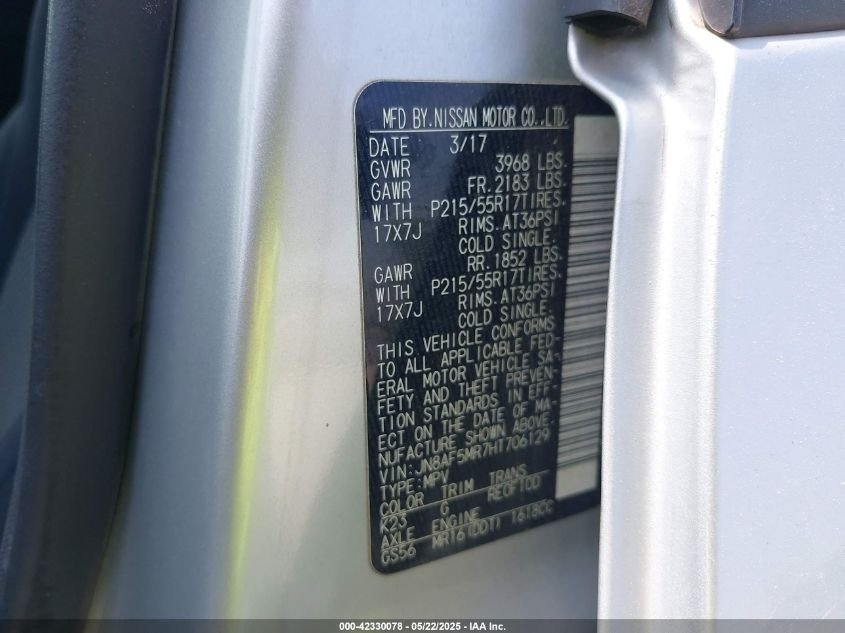 MFD BY.NISSAN MOTOR CO.,LTD.
DATE 3/17
GVWR 3968 LBS.
GAWR FR.2183 LBS.
WITH P215/55R17TIRES.
17X7J RIMS.AT36PSI
COLD SINGLE.
GAWR RR.1852 LBS.
WITH P215/55R17TIRES.
17X7J RIMS.AT36PSI
COLD SINGLE.
THIS VEHICLE CONFORMS
TO ALL APPLICABLE FED-
ERAL MOTOR VEHICLE SA-
FETY AND THEFT PREVEN-
TION STANDARDS IN EFF-
ECT ON THE DATE OF MA-
NUFACTURE SHOWN ABOVE.
VIN:JN8AF5MR7HT706129
TYPE:MPV
COLOR TRIM TRANS
K23 G
AXLE ENGINE
GS56 MR16(DDT) 1618CC
000-42330078 - 05/22/2025 - IAA Inc.